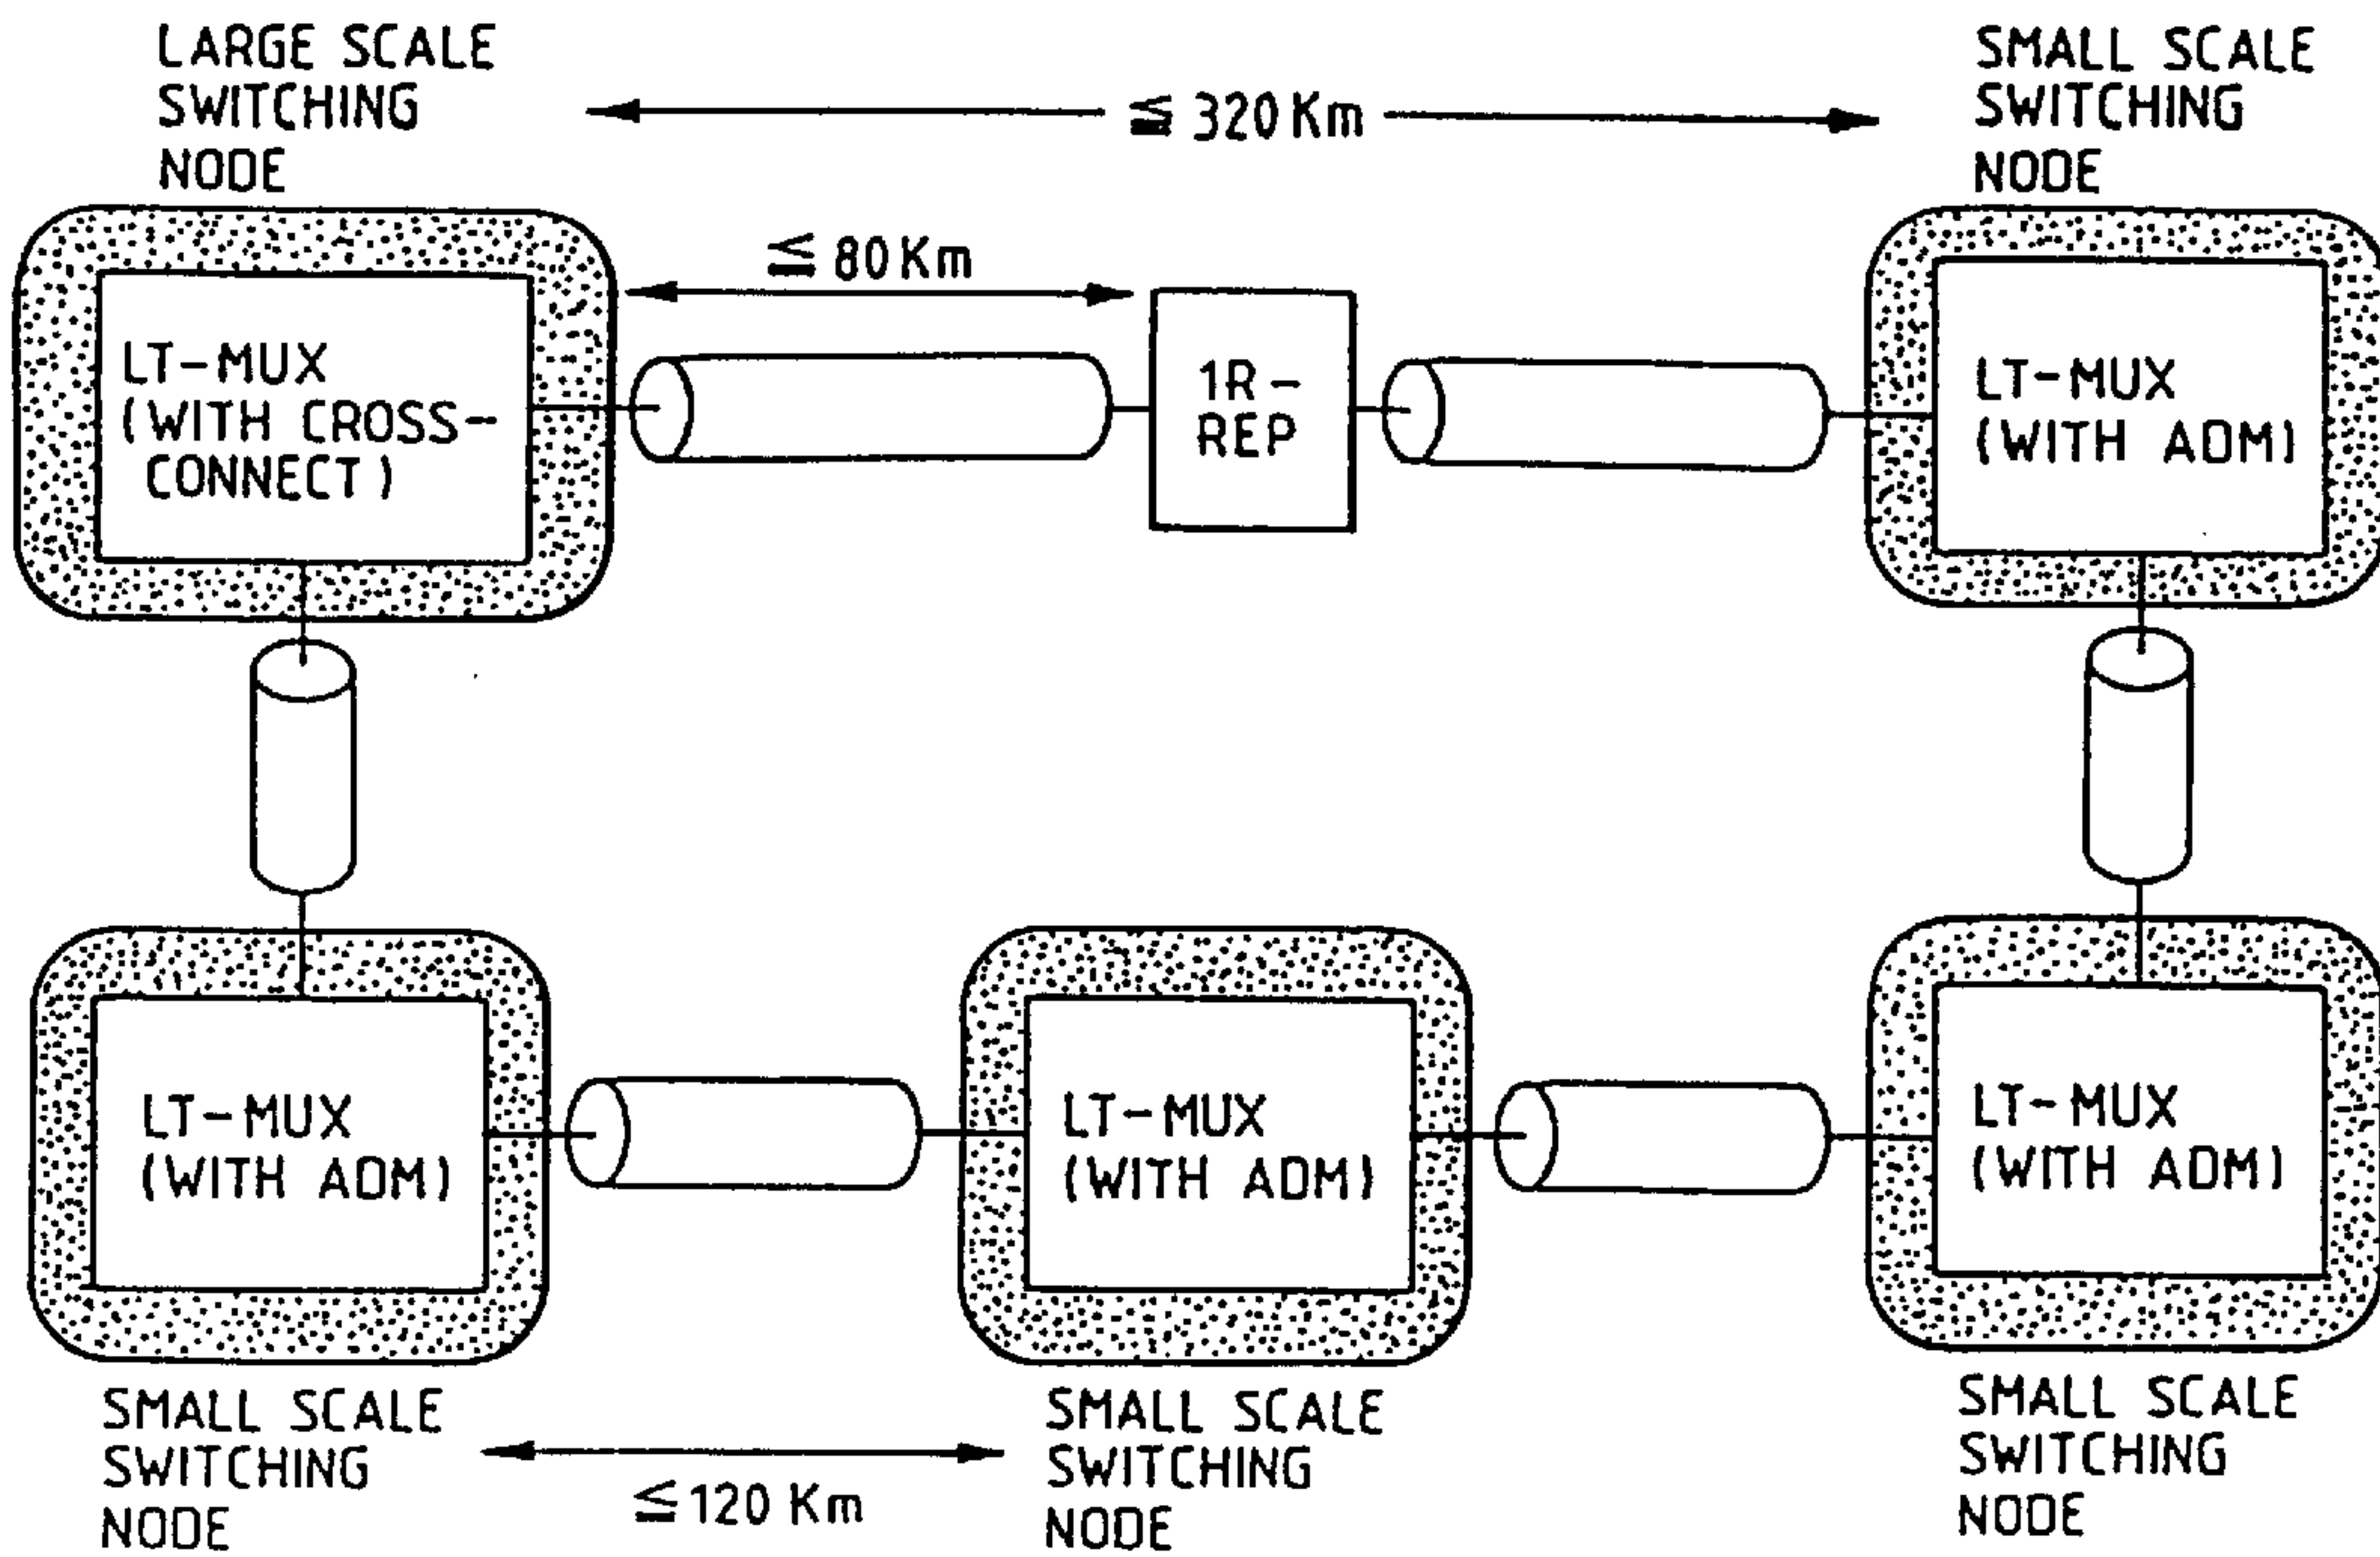 LARGE SCALE
SWITCHING
NODE
≦ 320 Km
SMALL SCALE
SWITCHING
NODE
≦ 80 Km
LT-MUX
(WITH CROSS-
CONNECT)
1R-
REP
LT-MUX
(WITH ADM)
LT-MUX
(WITH ADM)
LT-MUX
(WITH ADM)
LT-MUX
(WITH ADM)
SMALL SCALE
SWITCHING
NODE
≦ 120 Km
SMALL SCALE
SWITCHING
NODE
SMALL SCALE
SWITCHING
NODE